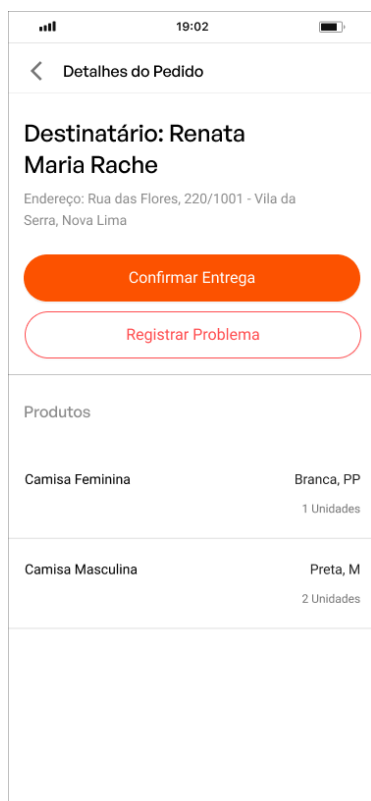 19:02
Detalhes do Pedido
Destinatário: Renata
Maria Rache
Endereço: Rua das Flores, 220/1001 - Vila da
Serra, Nova Lima
Confirmar Entrega
Registrar Problema
Produtos
Camisa Feminina
Branca, PP
1 Unidades
Camisa Masculina
Preta, M
2 Unidades